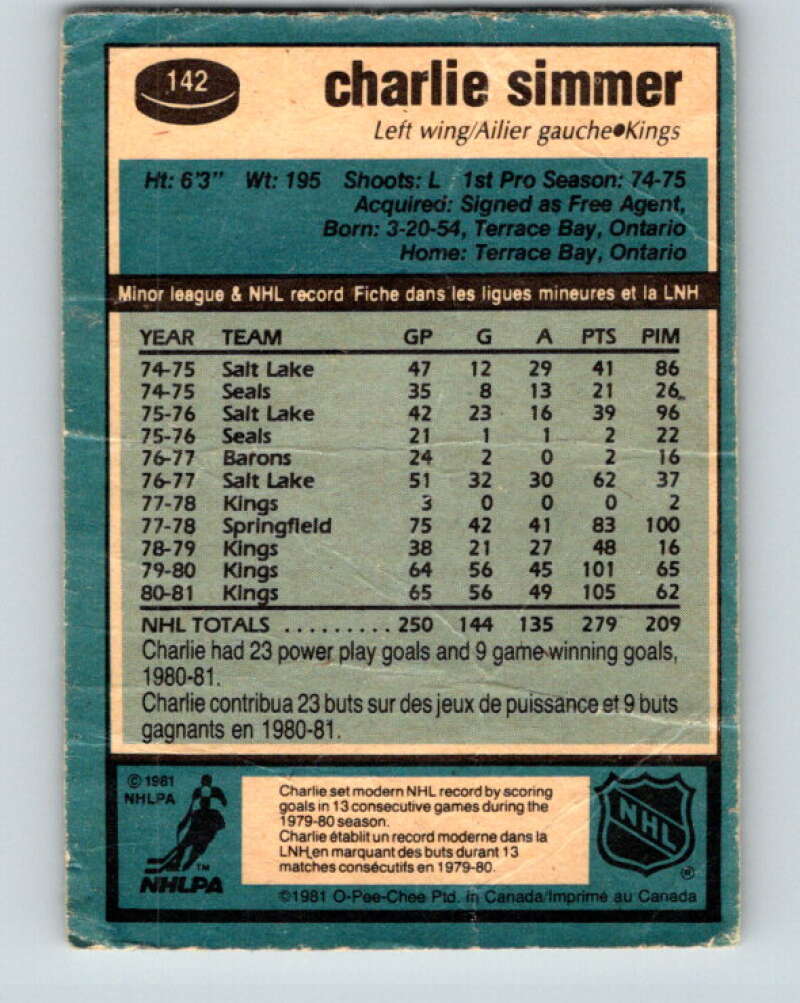 142
charlie simmer
Left wing/Ailier gauche●Kings
Ht: 6'3" Wt: 195 Shoots: L 1st Pro Season: 74-75
Acquired: Signed as Free Agent,
Born: 3-20-54, Terrace Bay, Ontario
Home: Terrace Bay, Ontario
Minor league & NHL record Fiche dans les ligues mineures et la LNH
YEAR TEAM GP G A PTS PIM
74-75 Salt Lake 47 12 29 41 86
74-75 Seals 35 8 13 21 26
75-76 Salt Lake 42 23 16 39 96
75-76 Seals 21 1 1 2 22
76-77 Barons 24 2 0 2 16
76-77 Salt Lake 51 32 30 62 37
77-78 Kings 3 0 0 0 2
77-78 Springfield 75 42 41 83 100
78-79 Kings 38 21 27 48 16
79-80 Kings 64 56 45 101 65
80-81 Kings 65 56 49 105 62
NHL TOTALS ......... 250 144 135 279 209
Charlie had 23 power play goals and 9 game-winning goals,
1980-81.
Charlie contribua 23 buts sur des jeux de puissance et 9 buts
gagnants en 1980-81.
© 1981
NHLPA
TM
NHLPA
Charlie set modern NHL record by scoring
goals in 13 consecutive games during the
1979-80 season.
Charlie établit un record moderne dans la
LNH, en marquant des buts durant 13
matches consécutifs en 1979-80.
NHL
®
©1981 O-Pee-Chee Ptd. in Canada/Imprimé au Canada